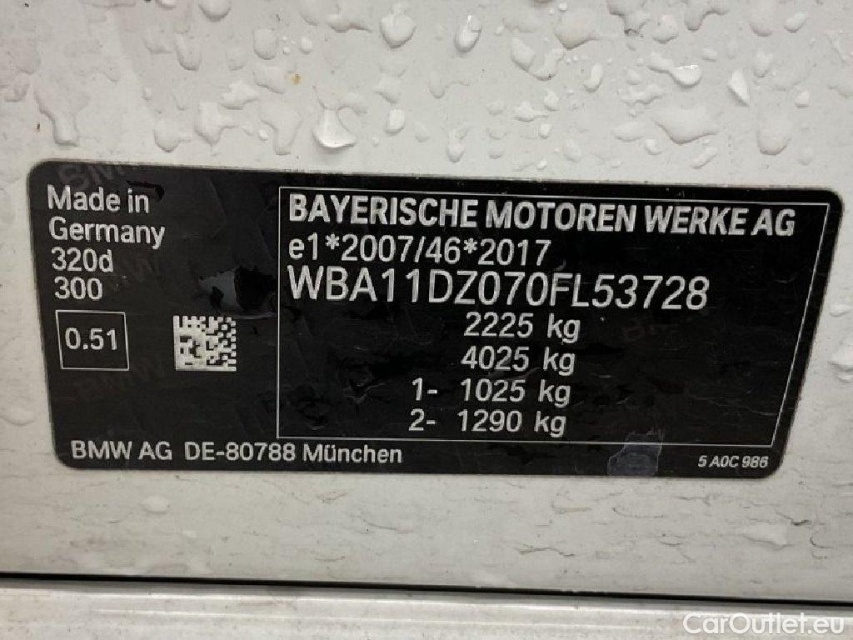 Made in
Germany
320d
300
0.51
BAYERISCHE MOTOREN WERKE AG
e1*2007/46*2017
WBA11DZ070FL53728
2225 kg
4025 kg
1- 1025 kg
2- 1290 kg
BMW AG DE-80788 München
5 A0C 986
CarOutlet.eu